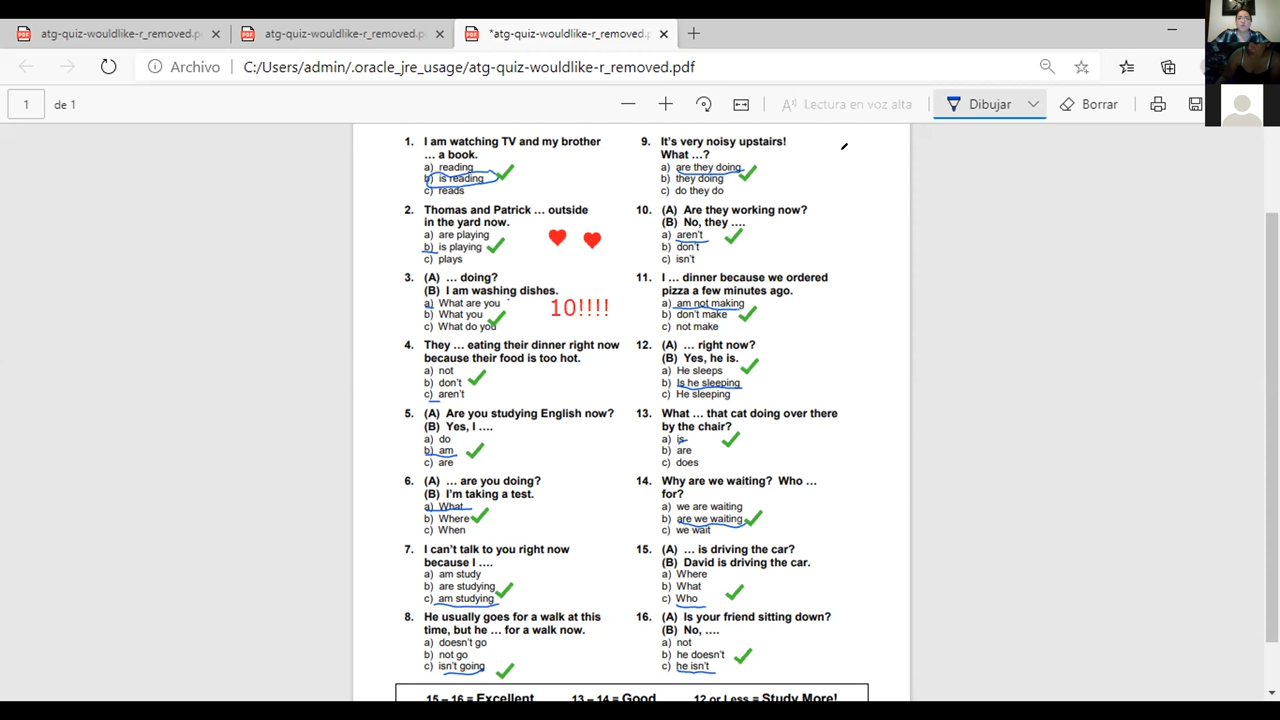 atg-quiz-wouldlike-r_removed.p
atg-quiz-wouldlike-r_removed.p
*atg-quiz-wouldlike-r_removed.p
Archivo
C:/Users/admin/.oracle_jre_usage/atg-quiz-wouldlike-r_removed.pdf
1 de 1
Lectura en voz alta
Dibujar
Borrar
1. I am watching TV and my brother
… a book.
a) reading
b) is reading
c) reads
2. Thomas and Patrick … outside
in the yard now.
a) are playing
b) is playing
c) plays
3. (A) … doing?
(B) I am washing dishes.
a) What are you
b) What you
c) What do you
10!!!!
4. They … eating their dinner right now
because their food is too hot.
a) not
b) don't
c) aren't
5. (A) Are you studying English now?
(B) Yes, I ….
a) do
b) am
c) are
6. (A) … are you doing?
(B) I'm taking a test.
a) What
b) Where
c) When
7. I can't talk to you right now
because I ….
a) am study
b) are studying
c) am studying
8. He usually goes for a walk at this
time, but he … for a walk now.
a) doesn't go
b) not go
c) isn't going
9. It's very noisy upstairs!
What …?
a) are they doing
b) they doing
c) do they do
10. (A) Are they working now?
(B) No, they ….
a) aren't
b) don't
c) isn't
11. I … dinner because we ordered
pizza a few minutes ago.
a) am not making
b) don't make
c) not make
12. (A) … right now?
(B) Yes, he is.
a) He sleeps
b) Is he sleeping
c) He sleeping
13. What … that cat doing over there
by the chair?
a) is
b) are
c) does
14. Why are we waiting? Who …
for?
a) we are waiting
b) are we waiting
c) we wait
15. (A) … is driving the car?
(B) David is driving the car.
a) Where
b) What
c) Who
16. (A) Is your friend sitting down?
(B) No, ….
a) not
b) he doesn't
c) he isn't
15 – 16 = Excellent 13 – 14 = Good 12 or Less = Study More!